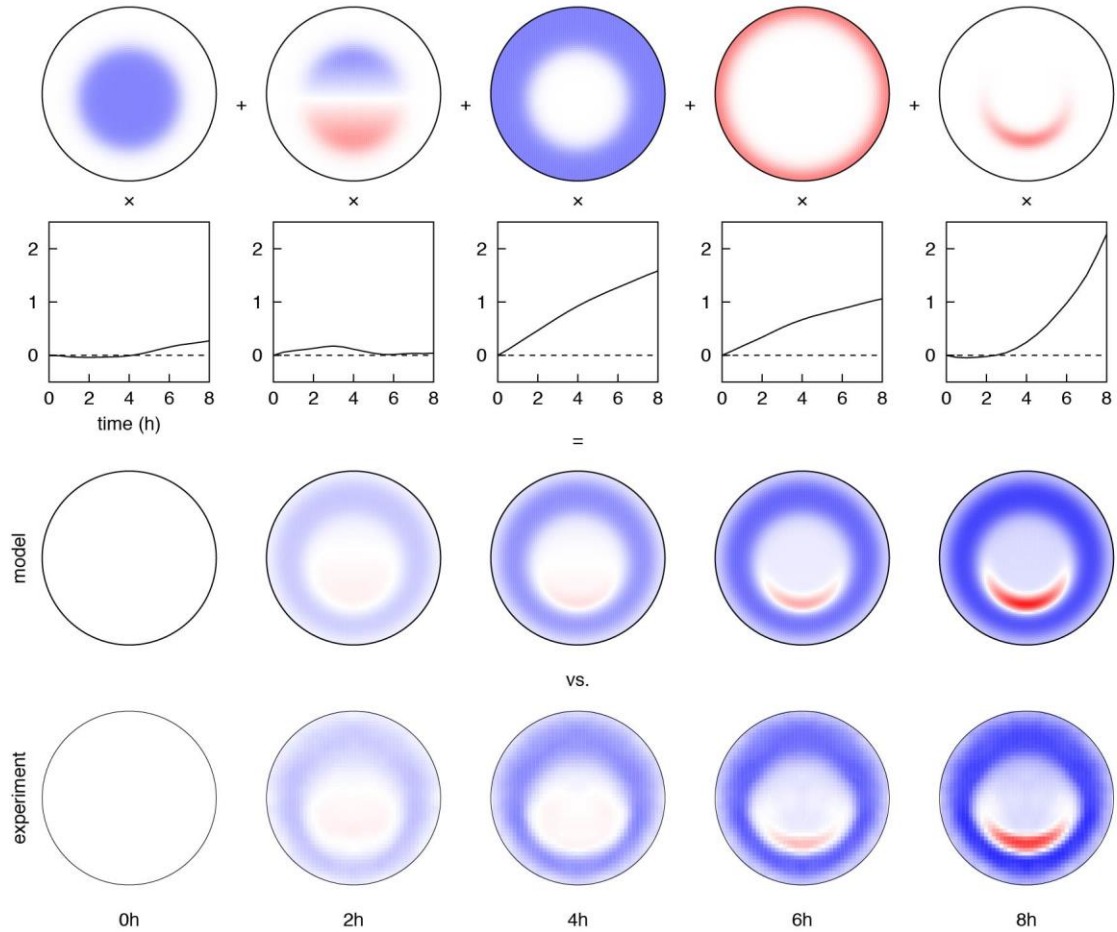 + + + +
× × × × ×
2 2 2 2 2
1 1 1 1 1
0 0 0 0 0
0 2 4 6 8 0 2 4 6 8 0 2 4 6 8 0 2 4 6 8 0 2 4 6 8
time (h)
=
model
vs.
experiment
0h 2h 4h 6h 8h